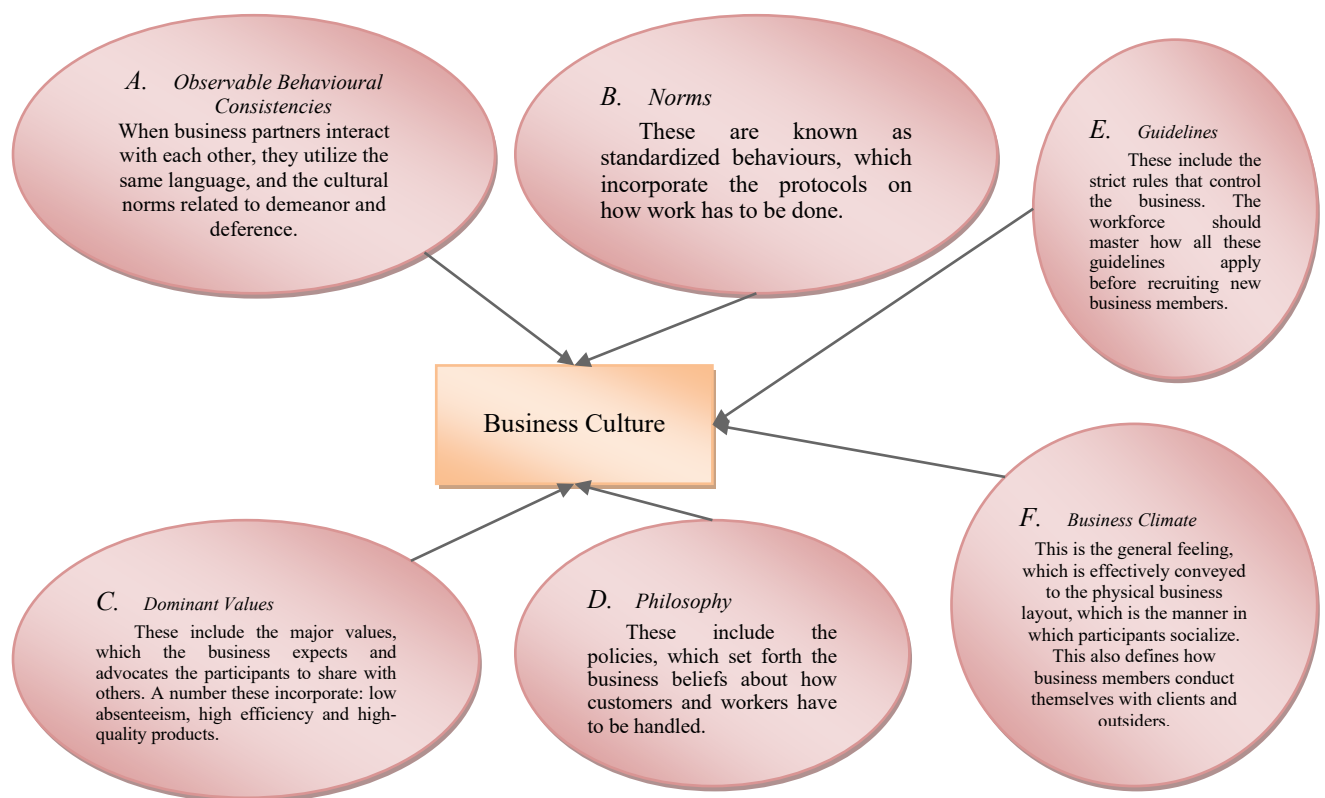 A. Observable Behavioural
Consistencies
When business partners interact
with each other, they utilize the
same language, and the cultural
norms related to demeanor and
deference.
B. Norms
These are known as
standardized behaviours, which
incorporate the protocols on
how work has to be done.
E. Guidelines
These include the
strict rules that control
the business. The
workforce should
master how all these
guidelines apply
before recruiting new
business members.
Business Culture
C. Dominant Values
These include the major values,
which the business expects and
advocates the participants to share with
others. A number these incorporate: low
absenteeism, high efficiency and high-
quality products.
D. Philosophy
These include the
policies, which set forth the
business beliefs about how
customers and workers have
to be handled.
F. Business Climate
This is the general feeling,
which is effectively conveyed
to the physical business
layout, which is the manner in
which participants socialize.
This also defines how
business members conduct
themselves with clients and
outsiders.